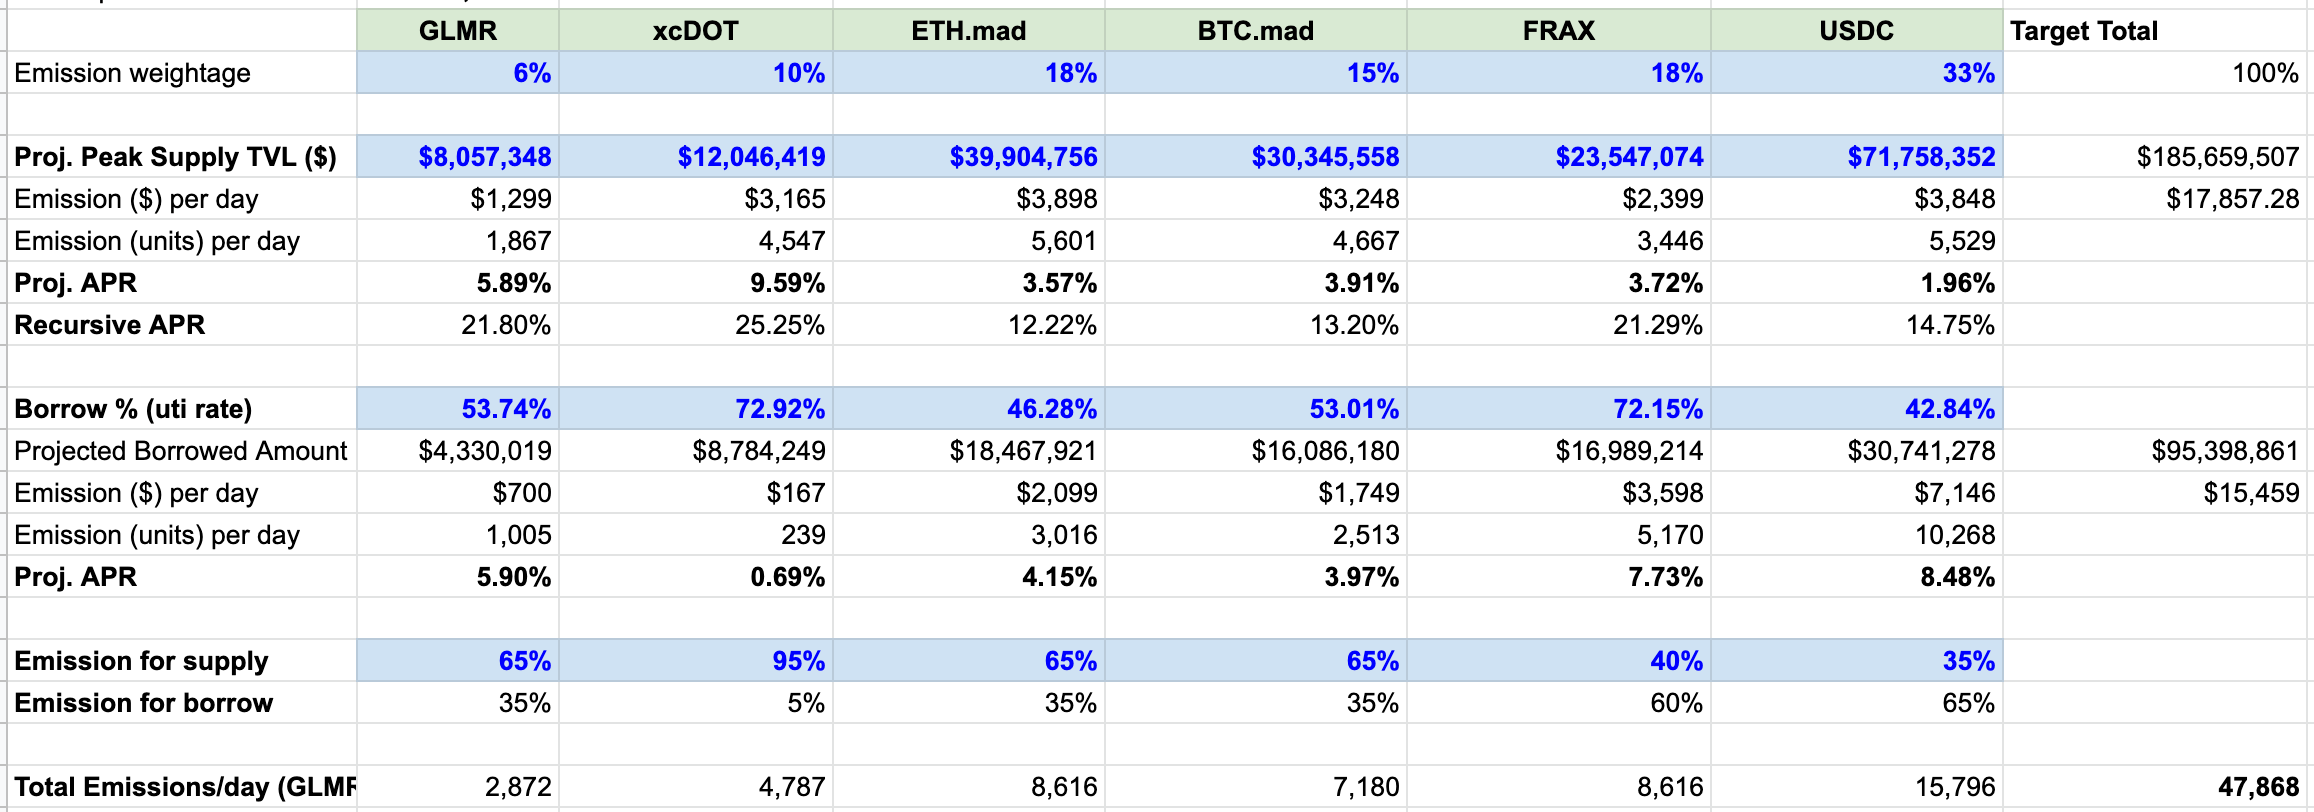 GLMR xcDOT ETH.mad BTC.mad FRAX USDC Target Total
Emission weightage 6% 10% 18% 15% 18% 33% 100%
Proj. Peak Supply TVL ($) $8,057,348 $12,046,419 $39,904,756 $30,345,558 $23,547,074 $71,758,352 $185,659,507
Emission ($) per day $1,299 $3,165 $3,898 $3,248 $2,399 $3,848 $17,857.28
Emission (units) per day 1,867 4,547 5,601 4,667 3,446 5,529
Proj. APR 5.89% 9.59% 3.57% 3.91% 3.72% 1.96%
Recursive APR 21.80% 25.25% 12.22% 13.20% 21.29% 14.75%
Borrow % (uti rate) 53.74% 72.92% 46.28% 53.01% 72.15% 42.84%
Projected Borrowed Amount $4,330,019 $8,784,249 $18,467,921 $16,086,180 $16,989,214 $30,741,278 $95,398,861
Emission ($) per day $700 $167 $2,099 $1,749 $3,598 $7,146 $15,459
Emission (units) per day 1,005 239 3,016 2,513 5,170 10,268
Proj. APR 5.90% 0.69% 4.15% 3.97% 7.73% 8.48%
Emission for supply 65% 95% 65% 65% 40% 35%
Emission for borrow 35% 5% 35% 35% 60% 65%
Total Emissions/day (GLMR 2,872 4,787 8,616 7,180 8,616 15,796 47,868